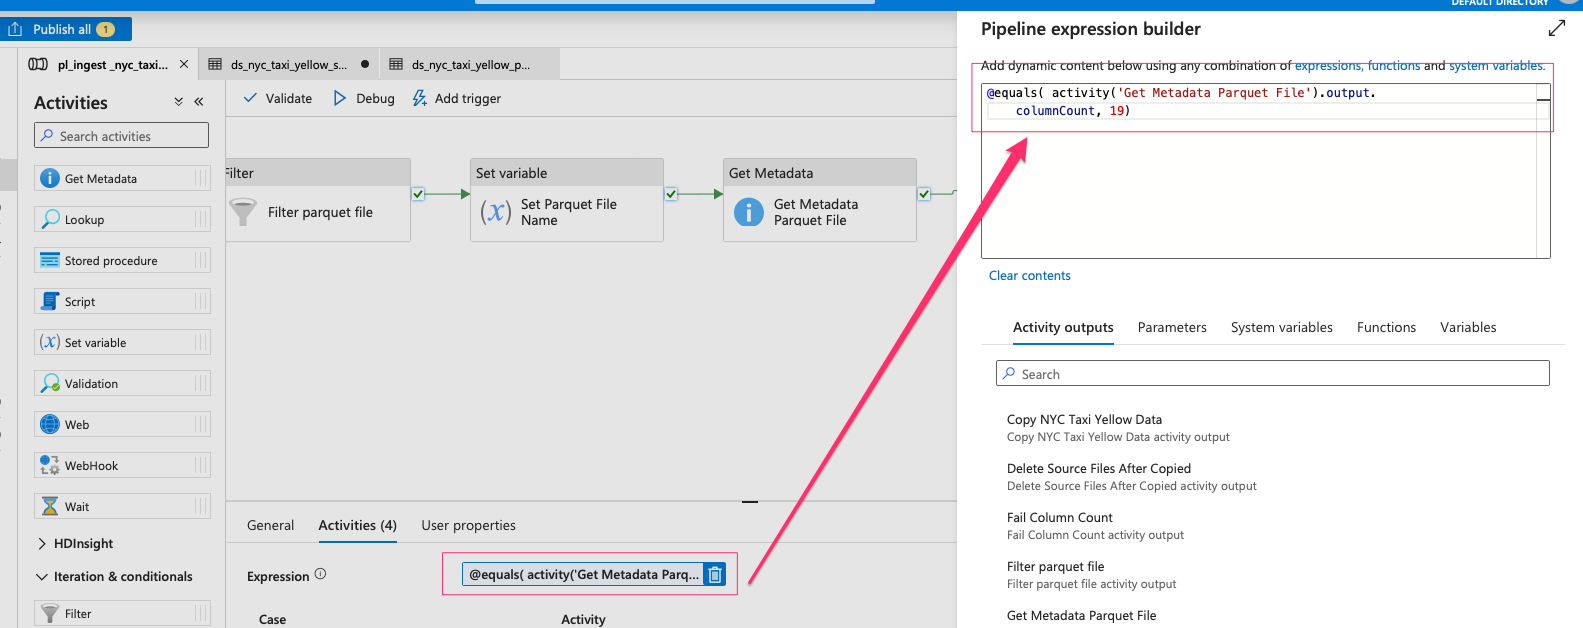 DEFAULT DIRECTORY
Publish all 1
pl_ingest _nyc_taxi...
ds_nyc_taxi_yellow_s...
ds_nyc_taxi_yellow_p...
Activities
Search activities
Get Metadata
Lookup
Stored procedure
Script
Set variable
Validation
Web
WebHook
Wait
HDInsight
Iteration & conditionals
Filter
Validate
Debug
Add trigger
Filter
Filter parquet file
Set variable
(x)
Set Parquet File
Name
Get Metadata
Get Metadata
Parquet File
General
Activities (4)
User properties
Expression
@equals( activity('Get Metadata Parq...
Case
Activity
Pipeline expression builder
Add dynamic content below using any combination of expressions, functions and system variables.
@equals( activity('Get Metadata Parquet File').output.
columnCount, 19)
Clear contents
Activity outputs
Parameters
System variables
Functions
Variables
Search
Copy NYC Taxi Yellow Data
Copy NYC Taxi Yellow Data activity output
Delete Source Files After Copied
Delete Source Files After Copied activity output
Fail Column Count
Fail Column Count activity output
Filter parquet file
Filter parquet file activity output
Get Metadata Parquet File